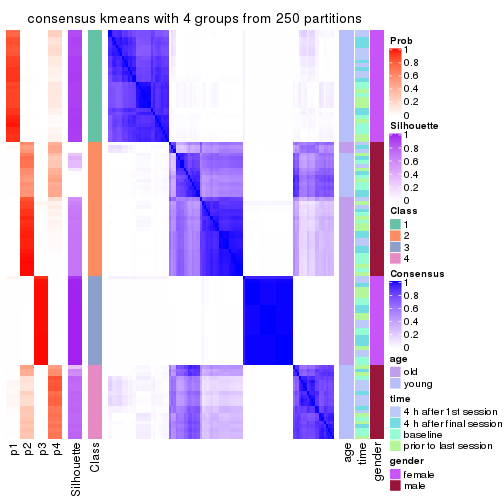 consensus kmeans with 4 groups from 250 partitions
p1
p2
p3
p4
Silhouette
Class
age
time
gender
Prob
1
0.8
0.6
0.4
0.2
0
Silhouette
1
0.8
0.6
0.4
0.2
0
Class
1
2
3
4
Consensus
1
0.8
0.6
0.4
0.2
0
age
old
young
time
4 h after 1st session
4 h after final session
baseline
prior to last session
gender
female
male